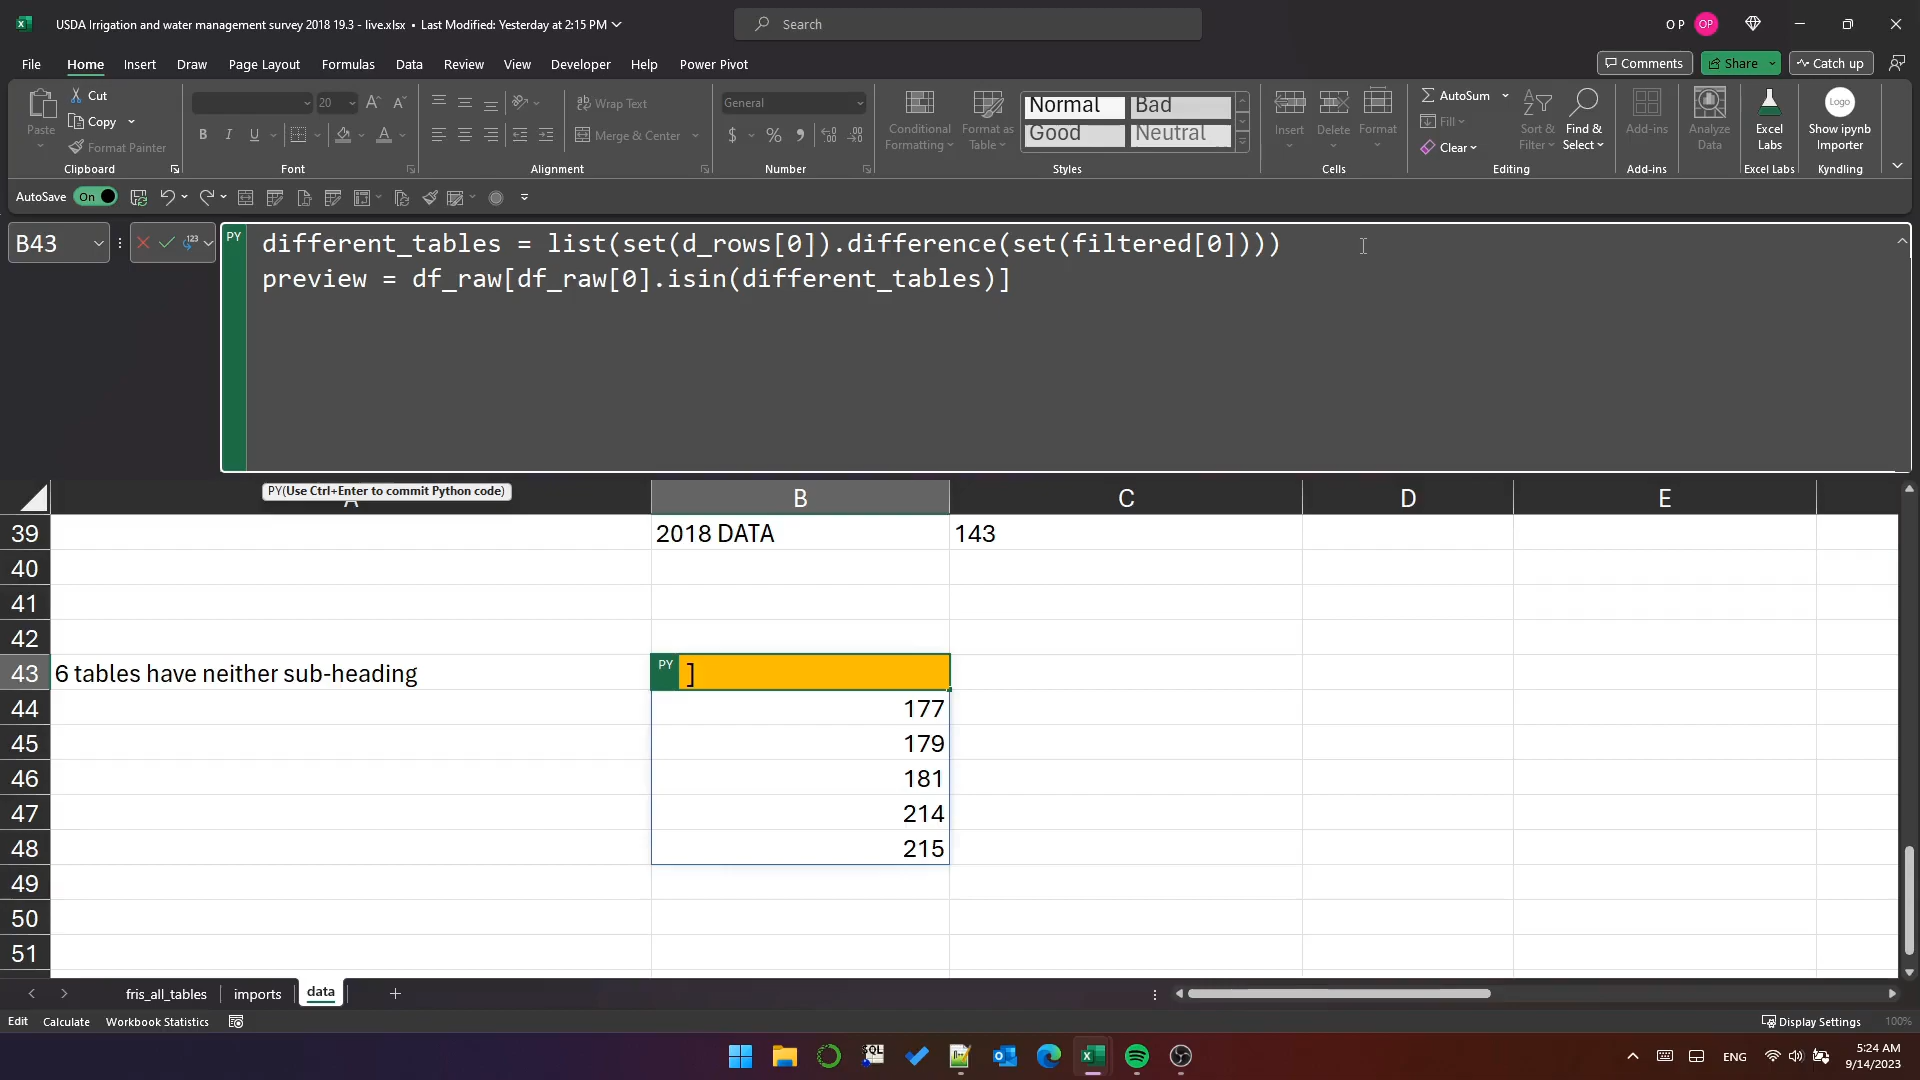 USDA Irrigation and water management survey 2018 19.3 - live.xlsx • Last Modified: Yesterday at 2:15 PM
Search
O P
OP
File Home Insert Draw Page Layout Formulas Data Review View Developer Help Power Pivot
Comments
Share
Catch up
Paste
Cut
Copy
Format Painter
Clipboard
20
B I U
Font
Wrap Text
Merge & Center
Alignment
General
Number
Conditional Formatting
Format as Table
Normal
Bad
Good
Neutral
Styles
Insert
Delete
Format
Cells
AutoSum
Fill
Clear
Sort & Filter
Find & Select
Editing
Add-ins
Add-ins
Analyze Data
Excel Labs
Excel Labs
Logo
Show ipynb Importer
Kyndling
AutoSave On
B43
PY
different_tables = list(set(d_rows[0]).difference(set(filtered[0])))
preview = df_raw[df_raw[0].isin(different_tables)]
PY(Use Ctrl+Enter to commit Python code)
A B C D E
39 2018 DATA 143
40
41
42
43 6 tables have neither sub-heading PY ]
44 177
45 179
46 181
47 214
48 215
49
50
51
fris_all_tables imports data
Edit Calculate Workbook Statistics
Display Settings
100%
SQL
ENG
5:24 AM
9/14/2023